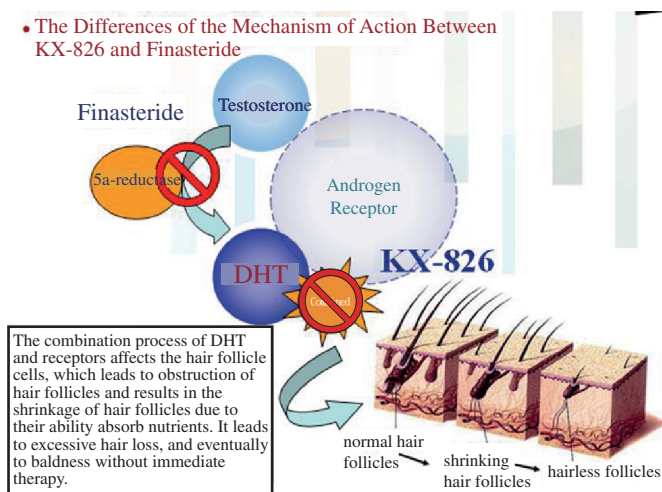 • The Differences of the Mechanism of Action Between
KX-826 and Finasteride
Testosterone
Finasteride
5a-reductase
Androgen
Receptor
DHT
KX-826
The combination process of DHT
and receptors affects the hair follicle
cells, which leads to obstruction of
hair follicles and results in the
shrinkage of hair follicles due to
their ability absorb nutrients. It leads
to excessive hair loss, and eventually
to baldness without immediate
therapy.
normal hair
follicles
shrinking
hair follicles
hairless follicles